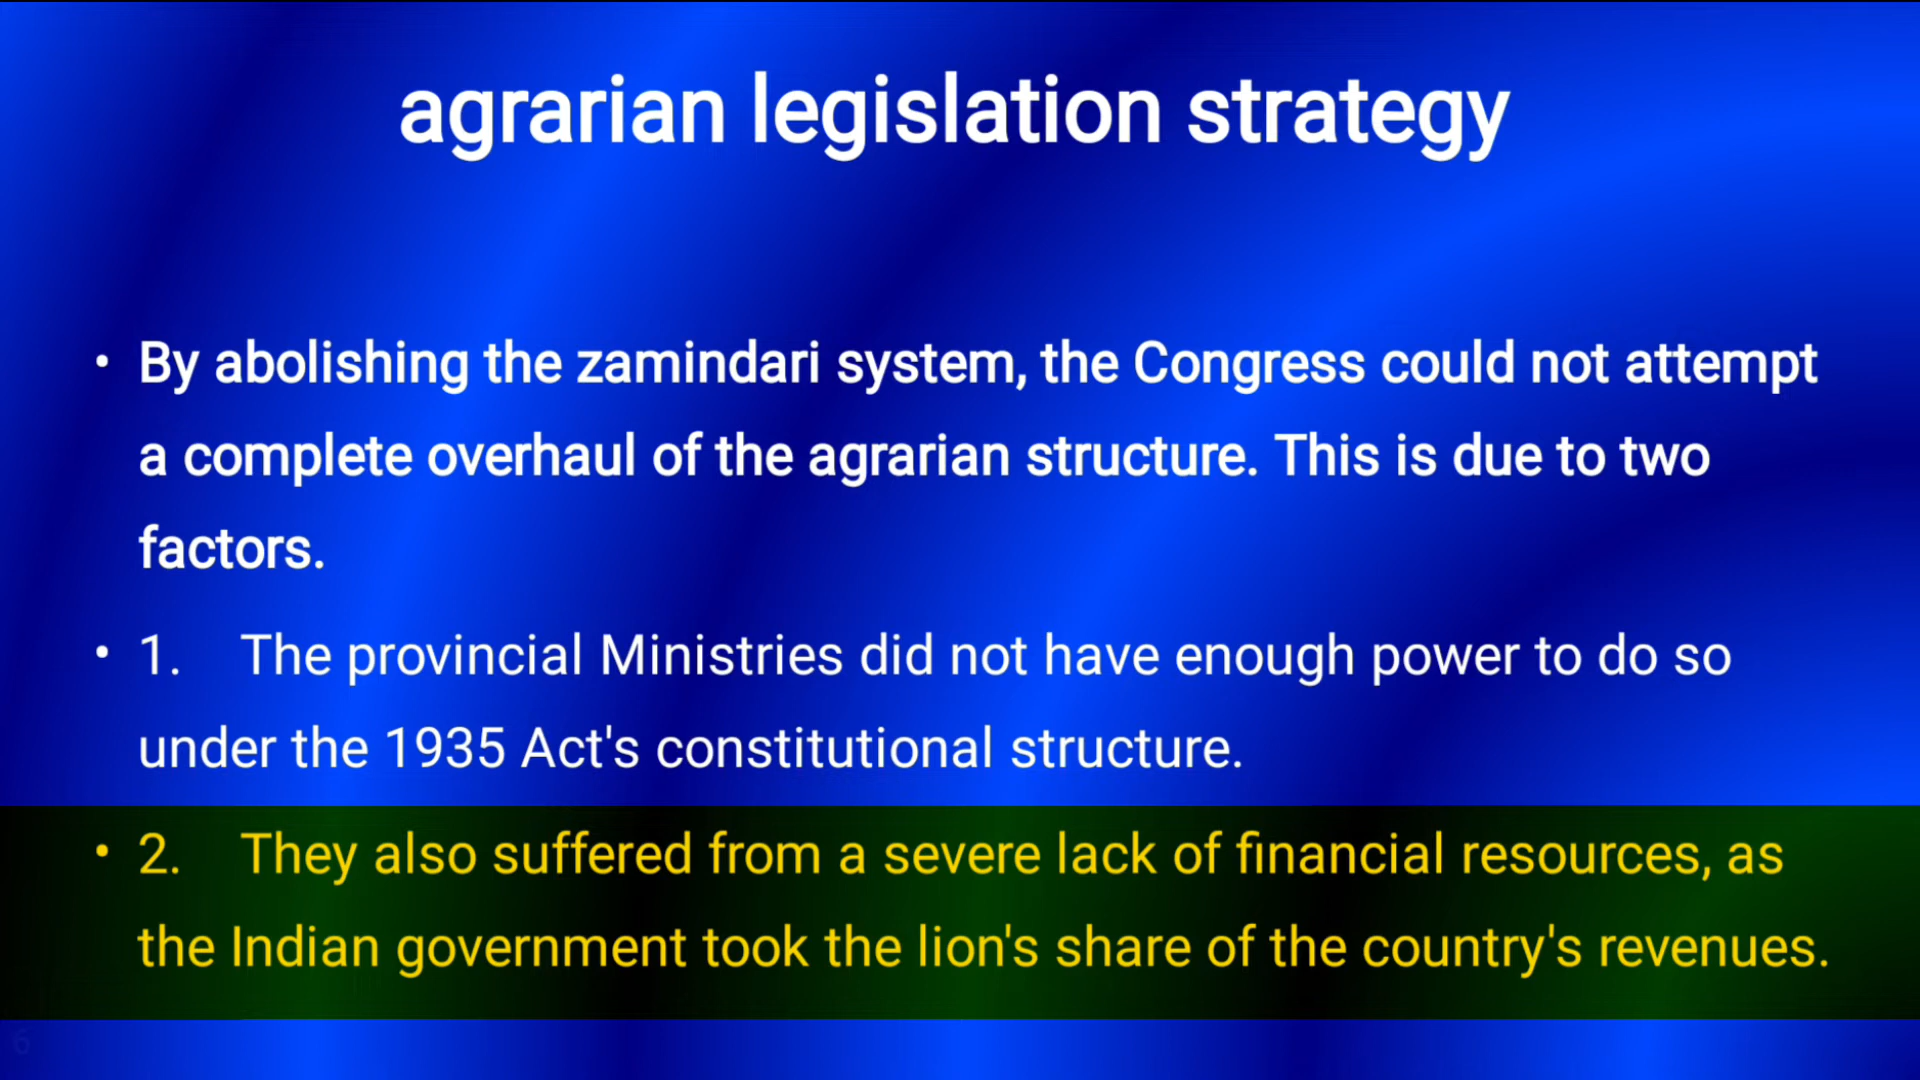 agrarian legislation strategy
• By abolishing the zamindari system, the Congress could not attempt
a complete overhaul of the agrarian structure. This is due to two
factors.
• 1. The provincial Ministries did not have enough power to do so
under the 1935 Act's constitutional structure.
• 2. They also suffered from a severe lack of financial resources, as
the Indian government took the lion's share of the country's revenues.
6